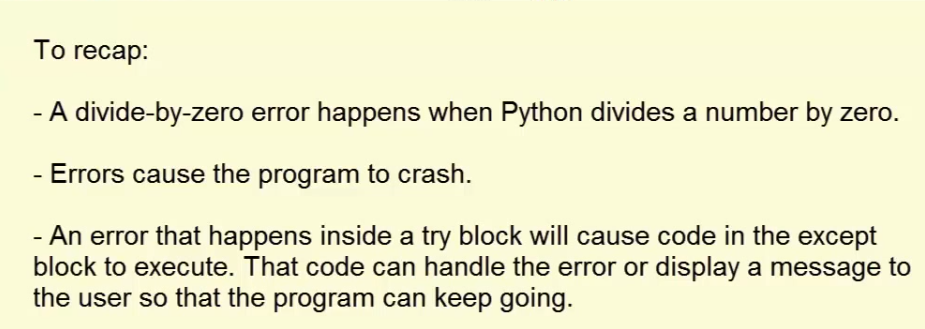 To recap:
- A divide-by-zero error happens when Python divides a number by zero.
- Errors cause the program to crash.
- An error that happens inside a try block will cause code in the except
block to execute. That code can handle the error or display a message to
the user so that the program can keep going.